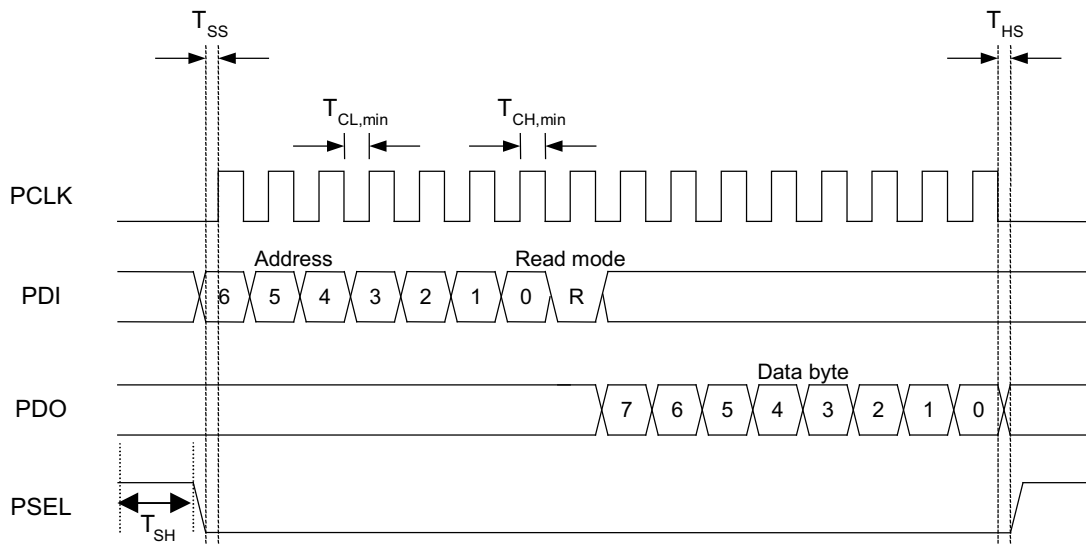 T_SS T_HS
T_CL,min T_CH,min
PCLK
Address Read mode
PDI 6 5 4 3 2 1 0 R
Data byte
PDO 7 6 5 4 3 2 1 0
PSEL
T_SH